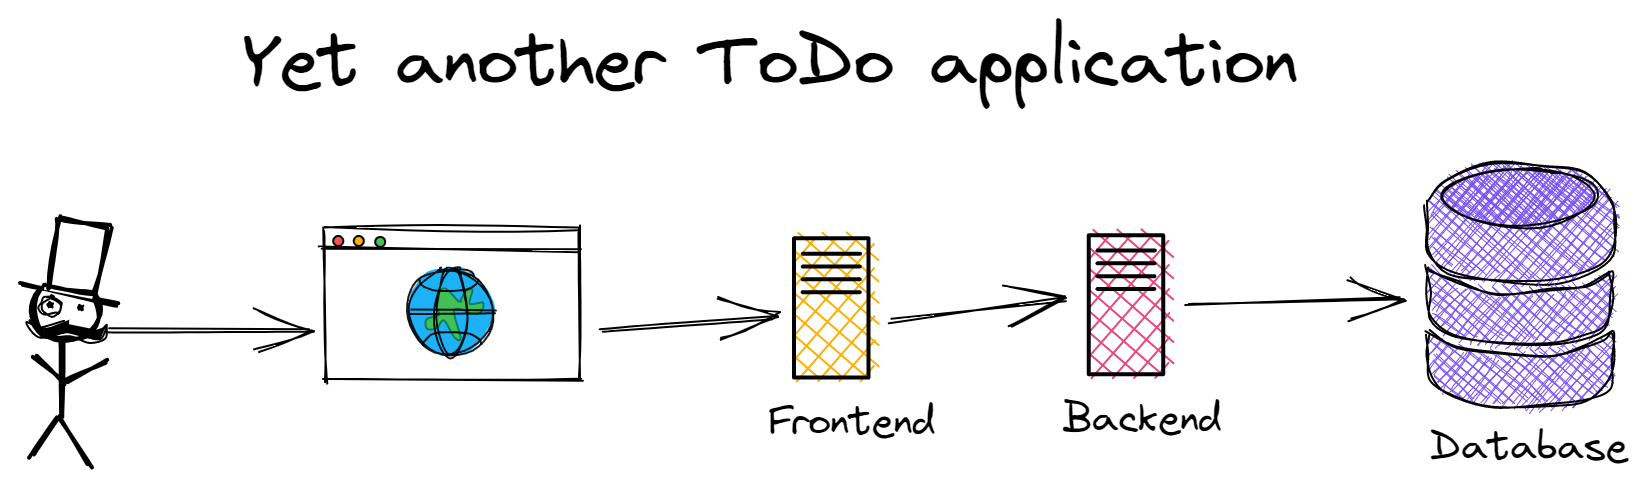 Yet another ToDo application
Frontend
Backend
Database